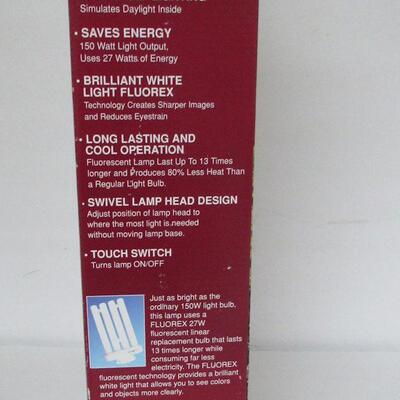 Simulates Daylight Inside
• SAVES ENERGY
150 Watt Light Output,
Uses 27 Watts of Energy
• BRILLIANT WHITE
LIGHT FLUOREX
Technology Creates Sharper Images
and Reduces Eyestrain
• LONG LASTING AND
COOL OPERATION
Fluorescent Lamp Last Up To 13 Times
longer and Produces 80% Less Heat Than
a Regular Light Bulb.
• SWIVEL LAMP HEAD DESIGN
Adjust position of lamp head to
where the most light is needed
without moving lamp base.
• TOUCH SWITCH
Turns lamp ON/OFF
Just as bright as the
ordinary 150W light bulb,
this lamp uses a
FLUOREX 27W
fluorescent linear
replacement bulb that lasts
13 times longer while
consuming far less
electricity. The FLUOREX
fluorescent technology provides a brilliant
white light that allows you to see colors
and objects more clearly.